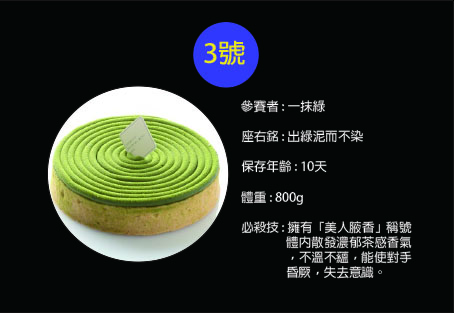 3號
參賽者 : 一抹綠
座右銘 : 出綠泥而不染
保存年齡 : 10天
體重 : 800g
必殺技 : 擁有「美人腋香」稱號
體內散發濃郁茶感香氣
，不溫不縕，能使對手
昏厥，失去意識。